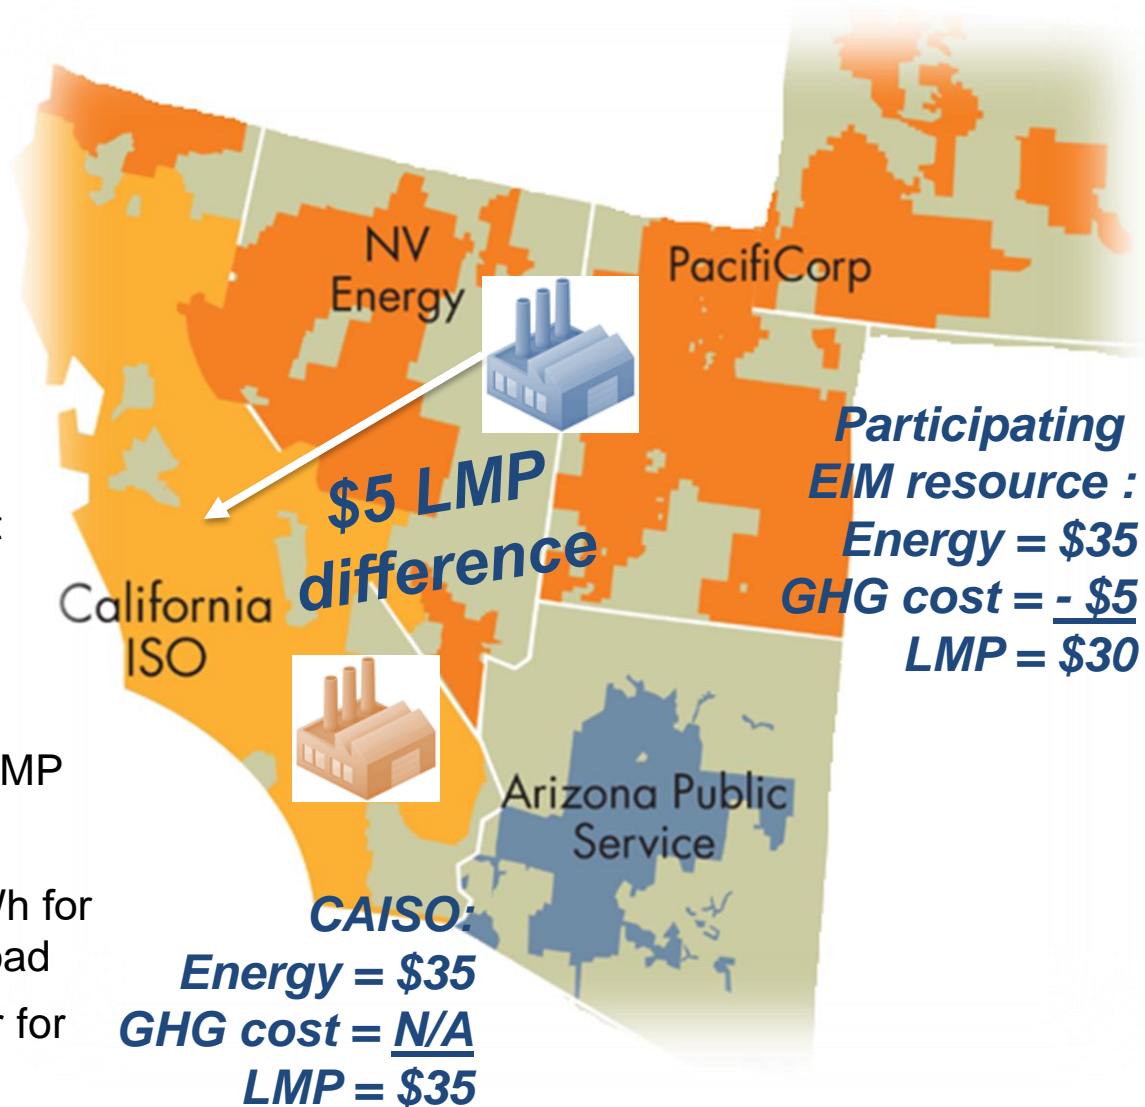 NV
Energy
PacifiCorp
Participating
EIM resource :
Energy = $35
GHG cost = - $5
LMP = $30
$5 LMP
difference
California
ISO
Arizona Public
Service
MP
h for
oad
r for
CAISO:
Energy = $35
GHG cost = N/A
LMP = $35